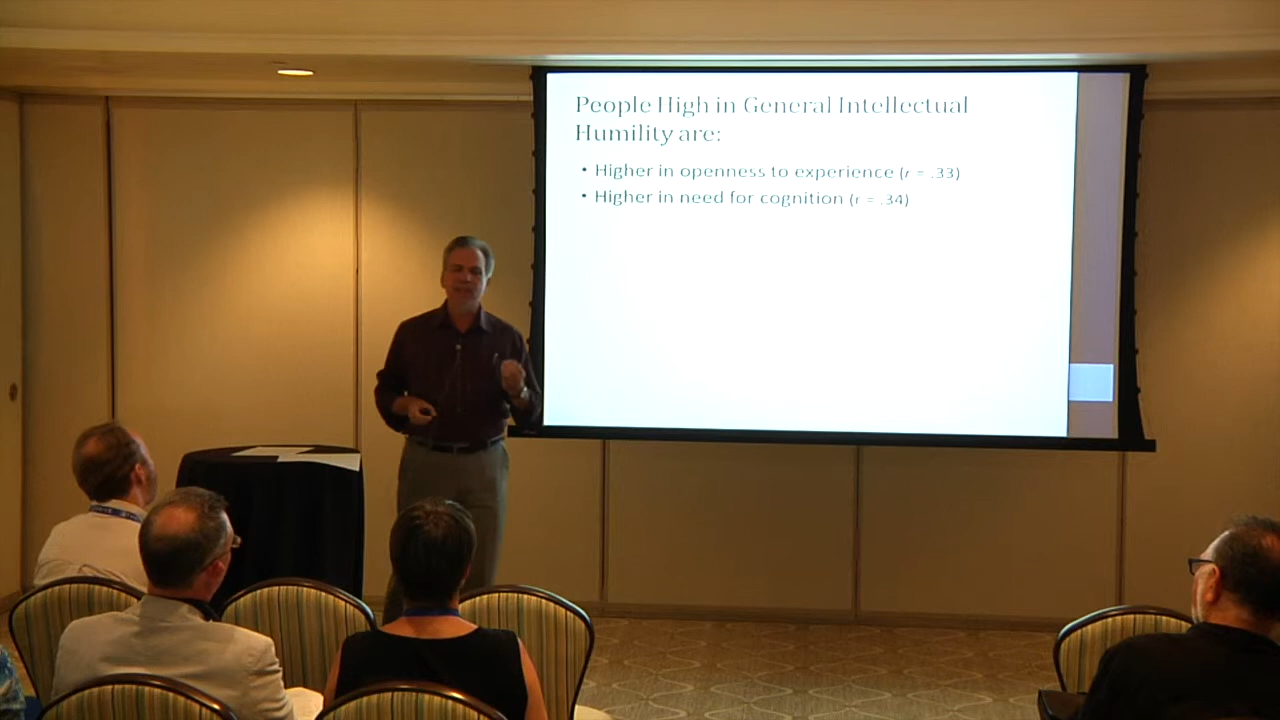 People High in General Intellectual
Humility are:
• Higher in openness to experience (r = .33)
• Higher in need for cognition (r = .34)